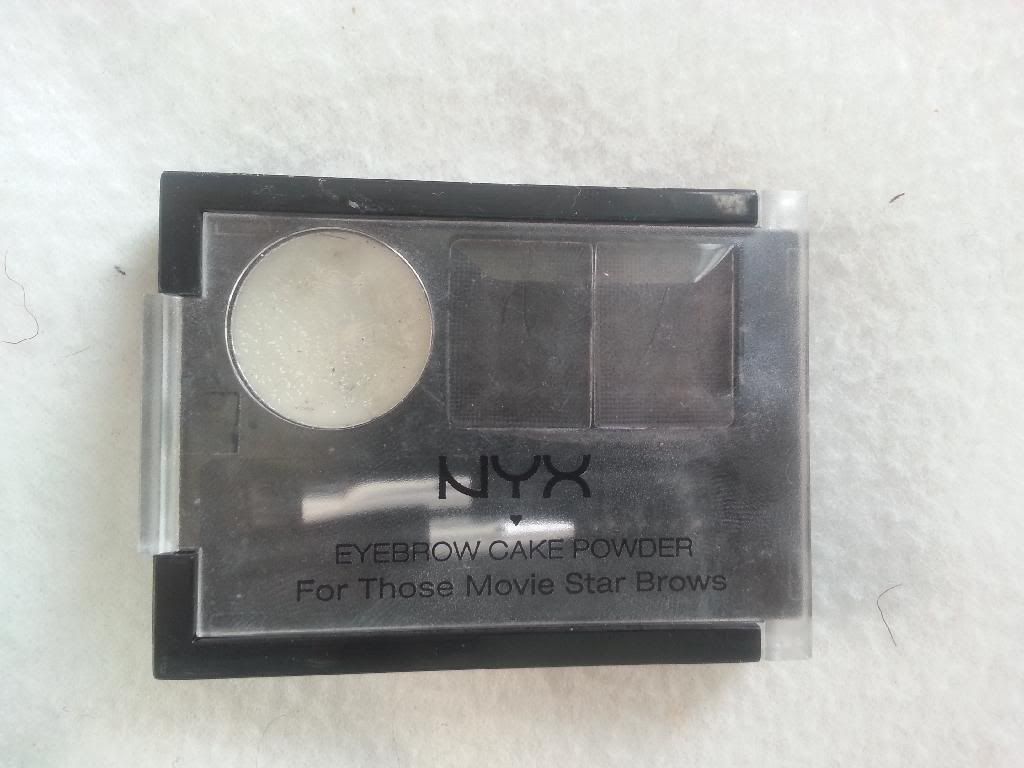 NYX
EYEBROW CAKE POWDER
For Those Movie Star Brows